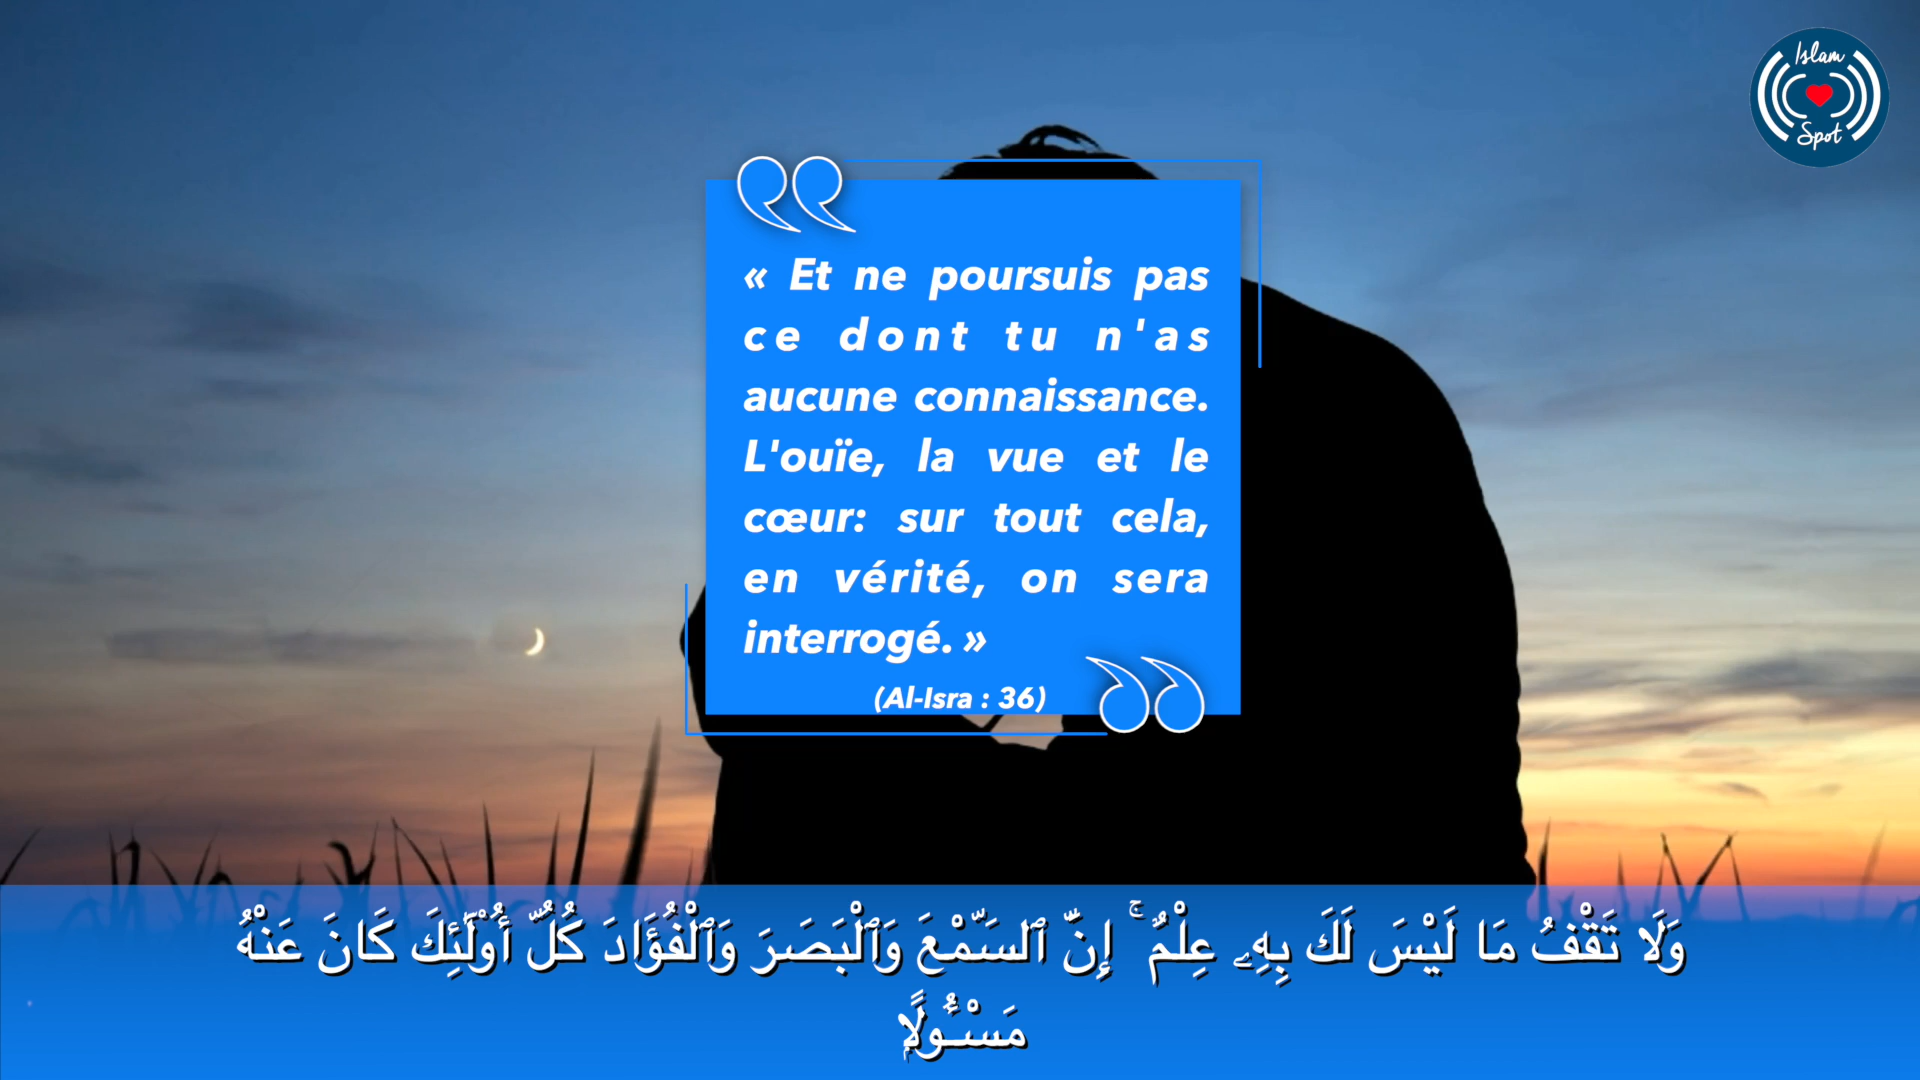 Islam
Spot
« Et ne poursuis pas
ce dont tu n'as
aucune connaissance.
L'ouïe, la vue et le
cœur: sur tout cela,
en vérité, on sera
interrogé. »
(Al-Isra : 36)
وَلَا تَقْفُ مَا لَيْسَ لَكَ بِهِۦ عِلْمٌ ۚ إِنَّ ٱلسَّمْعَ وَٱلْبَصَرَ وَٱلْفُؤَادَ كُلُّ أُوْلَٰٓئِكَ كَانَ عَنْهُ
مَسْـُٔولًا